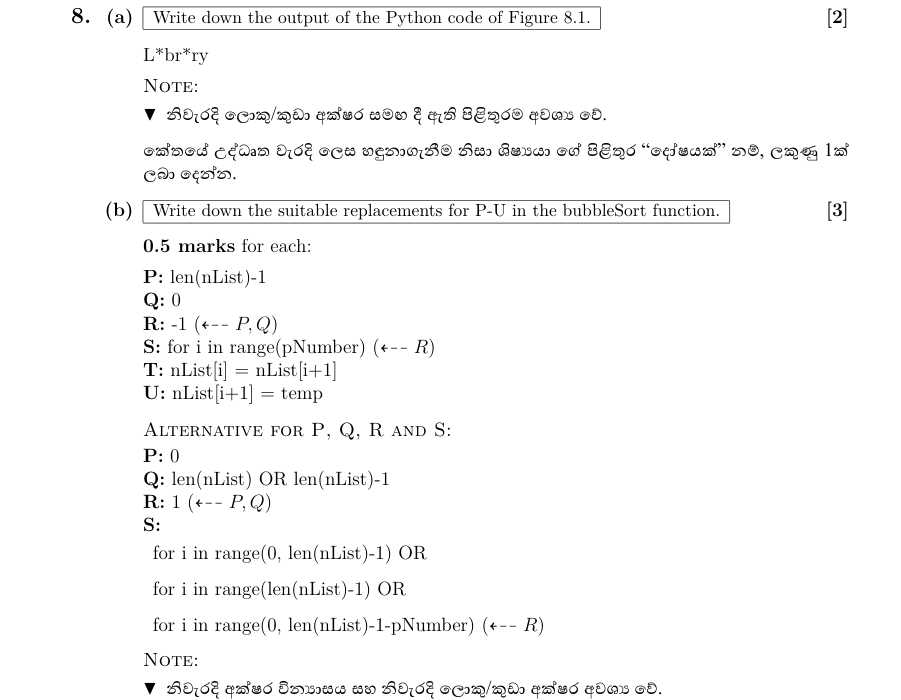 8. (a) Write down the output of the Python code of Figure 8.1. [2]
L*br*ry
NOTE:
▼ නිවැරදි ලොකු/කුඩා අක්ෂර සමඟ දී ඇති පිළිතුරම අවශ්‍ය වේ.
කේතයේ උද්ධෘත වැරදි ලෙස හඳුනාගැනීම නිසා ශිෂ්‍යයා ගේ පිළිතුර “දෝෂයක්” නම්, ලකුණු 1ක්
ලබා දෙන්න.
(b) Write down the suitable replacements for P-U in the bubbleSort function. [3]
0.5 marks for each:
P: len(nList)-1
Q: 0
R: -1 (←-- P, Q)
S: for i in range(pNumber) (←-- R)
T: nList[i] = nList[i+1]
U: nList[i+1] = temp
ALTERNATIVE FOR P, Q, R AND S:
P: 0
Q: len(nList) OR len(nList)-1
R: 1 (←-- P, Q)
S:
for i in range(0, len(nList)-1) OR
for i in range(len(nList)-1) OR
for i in range(0, len(nList)-1-pNumber) (←-- R)
NOTE:
▼ නිවැරදි අක්ෂර වින්‍යාසය සහ නිවැරදි ලොකු/කුඩා අක්ෂර අවශ්‍ය වේ.